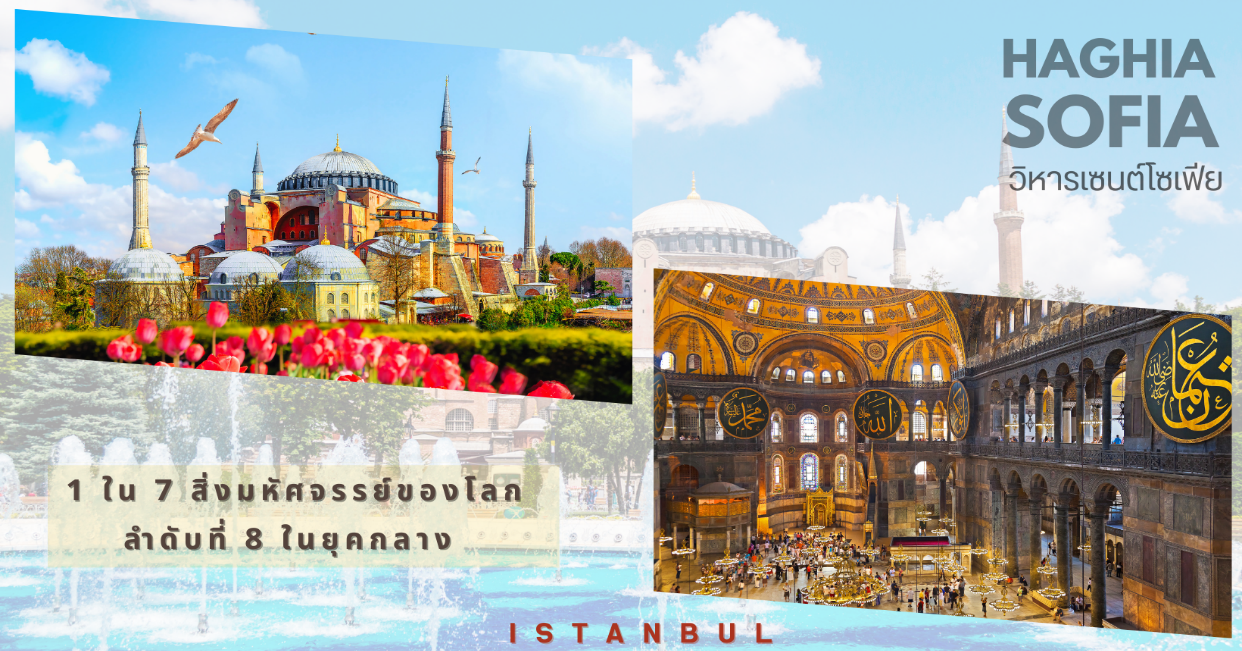 HAGHIA
SOFIA
วิหารเซนต์โซเฟีย
1 ใน 7 สิ่งมหัศจรรย์ของโลก
ลำดับที่ 8 ในยุคกลาง
محمد
الله
ISTANBUL